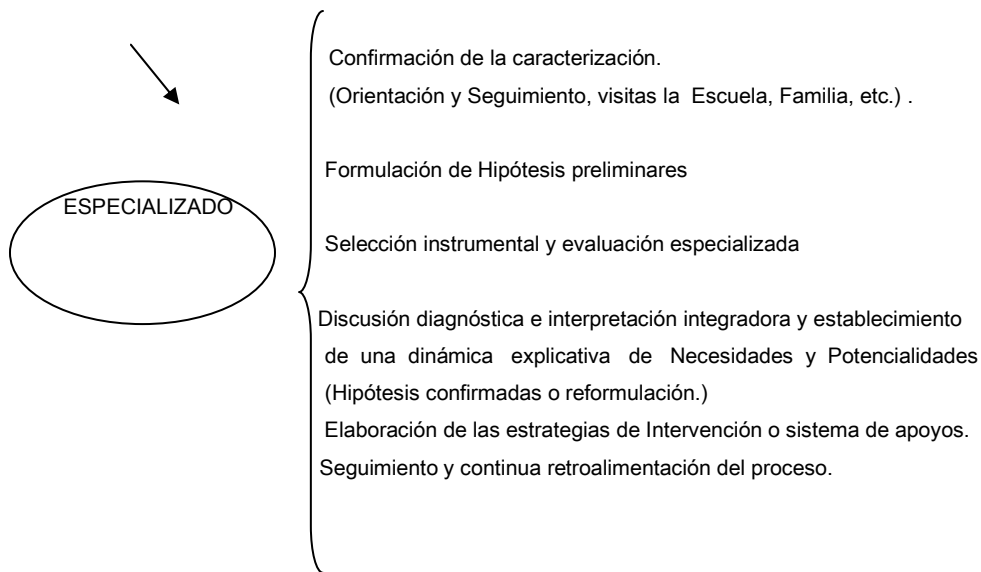 Confirmación de la caracterización.
(Orientación y Seguimiento, visitas la Escuela, Familia, etc.) .
Formulación de Hipótesis preliminares
ESPECIALIZADO
Selección instrumental y evaluación especializada
Discusión diagnóstica e interpretación integradora y establecimiento
de una dinámica explicativa de Necesidades y Potencialidades
(Hipótesis confirmadas o reformulación.)
Elaboración de las estrategias de Intervención o sistema de apoyos.
Seguimiento y continua retroalimentación del proceso.